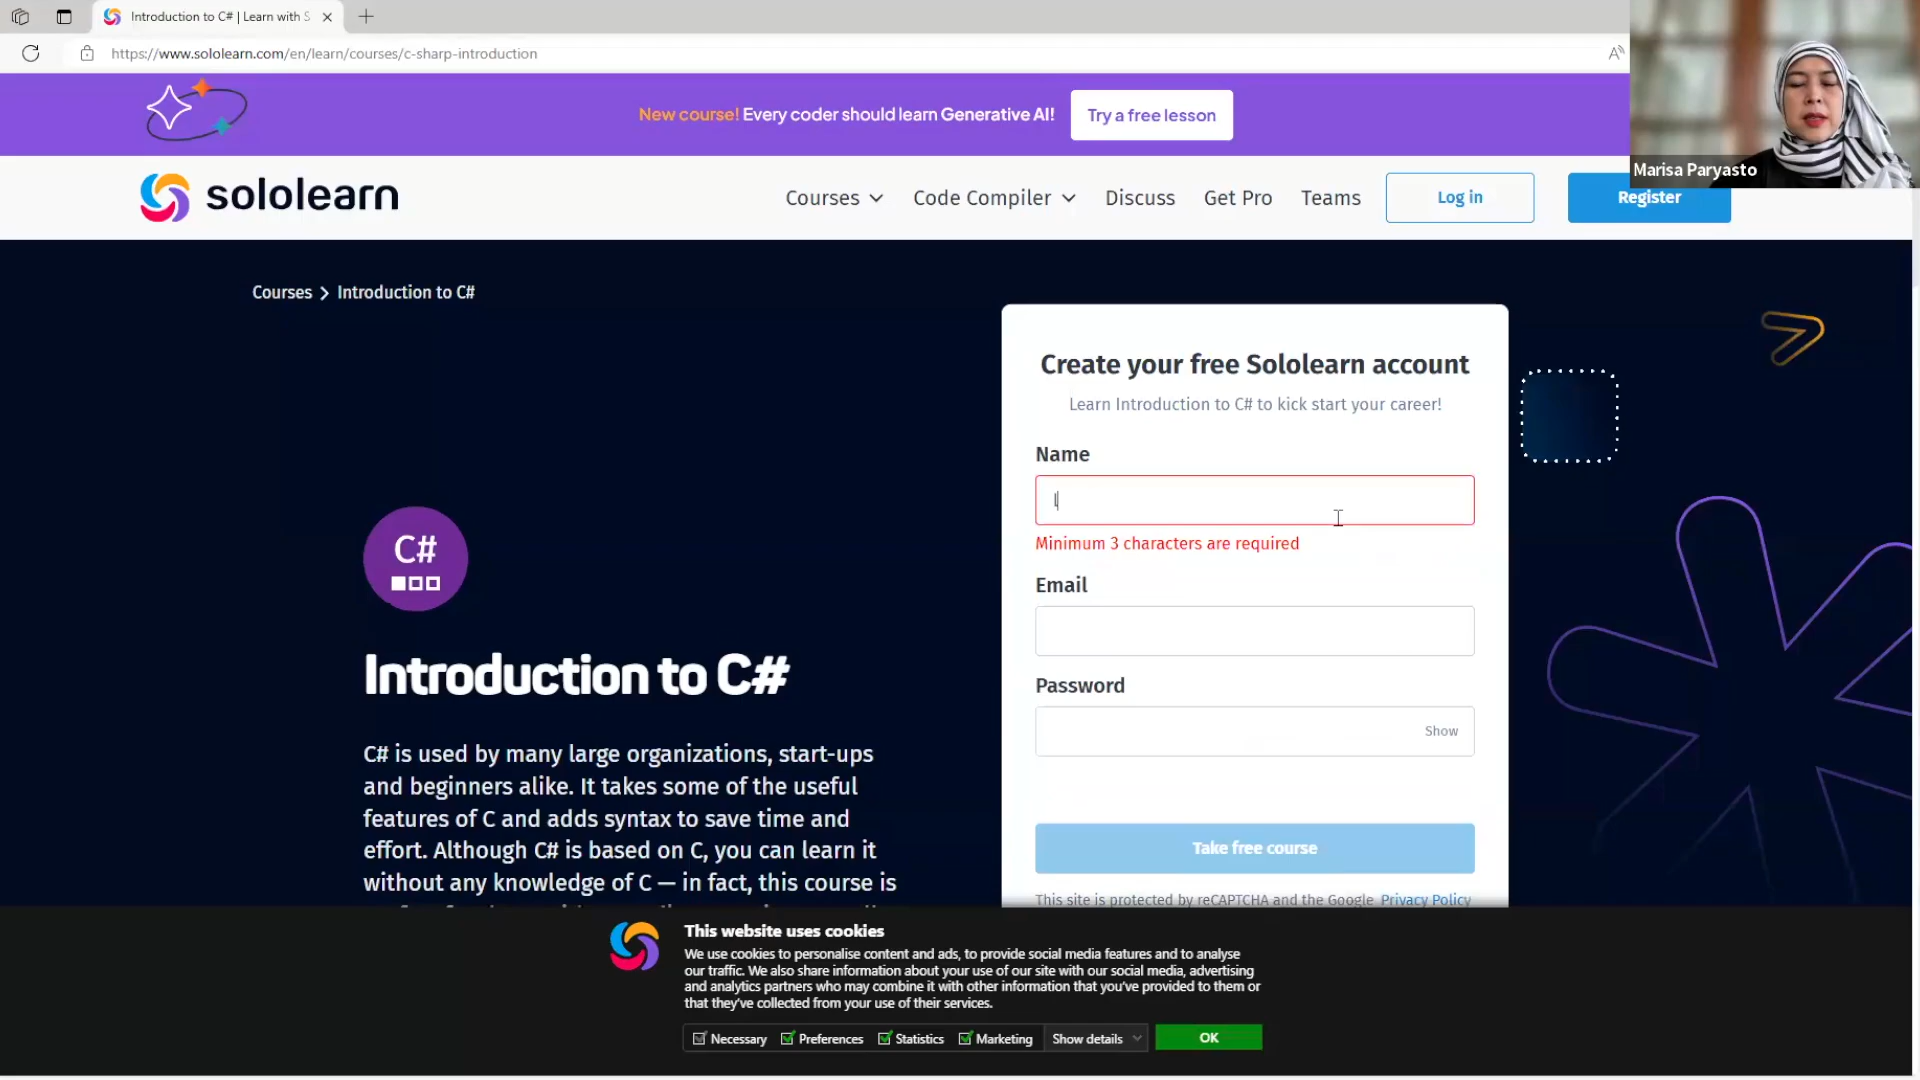 Introduction to C# | Learn with S
https://www.sololearn.com/en/learn/courses/c-sharp-introduction
New course! Every coder should learn Generative AI!
Try a free lesson
Marisa Paryasto
sololearn
Courses
Code Compiler
Discuss
Get Pro
Teams
Log in
Register
Courses > Introduction to C#
Create your free Sololearn account
Learn Introduction to C# to kick start your career!
Name
Minimum 3 characters are required
Email
Password
Show
Take free course
This site is protected by reCAPTCHA and the Google Privacy Policy
C#
Introduction to C#
C# is used by many large organizations, start-ups
and beginners alike. It takes some of the useful
features of C and adds syntax to save time and
effort. Although C# is based on C, you can learn it
without any knowledge of C — in fact, this course is
This website uses cookies
We use cookies to personalise content and ads, to provide social media features and to analyse
our traffic. We also share information about your use of our site with our social media, advertising
and analytics partners who may combine it with other information that you've provided to them or
that they've collected from your use of their services.
Necessary
Preferences
Statistics
Marketing
Show details
OK